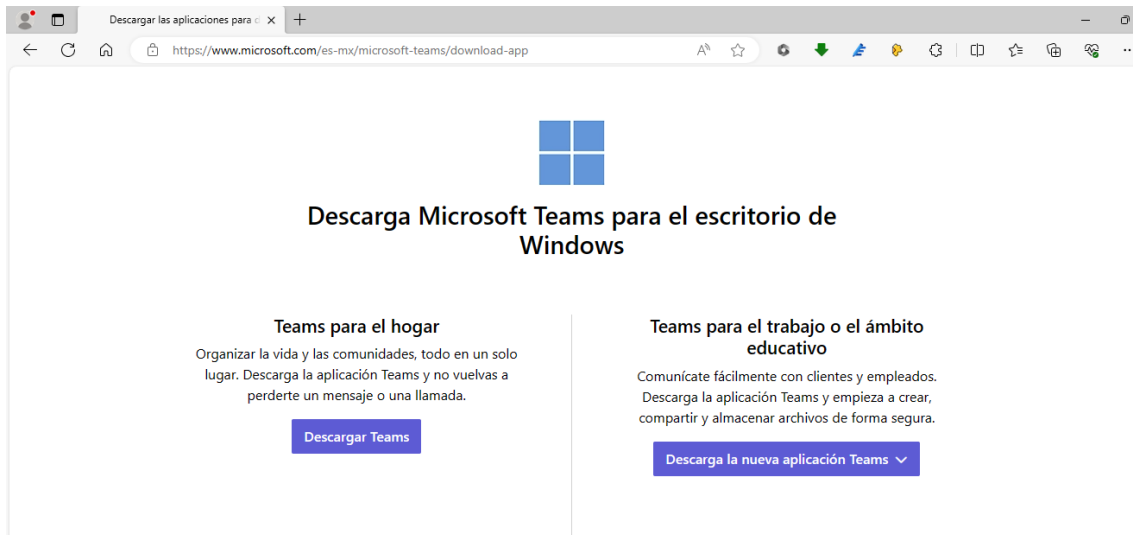 Descargar las aplicaciones para
https://www.microsoft.com/es-mx/microsoft-teams/download-app
Descarga Microsoft Teams para el escritorio de
Windows
Teams para el hogar
Organizar la vida y las comunidades, todo en un solo
lugar. Descarga la aplicación Teams y no vuelvas a
perderte un mensaje o una llamada.
Descargar Teams
Teams para el trabajo o el ámbito
educativo
Comunícate fácilmente con clientes y empleados.
Descarga la aplicación Teams y empieza a crear,
compartir y almacenar archivos de forma segura.
Descarga la nueva aplicación Teams